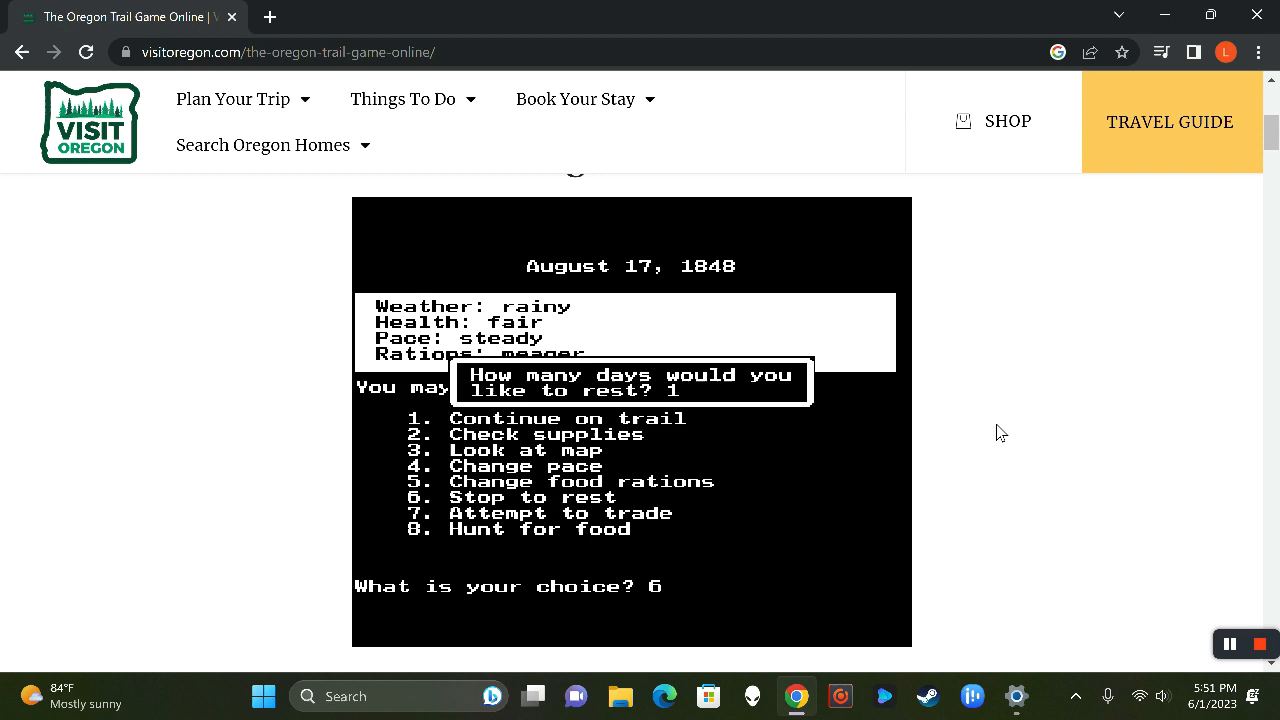 The Oregon Trail Game Online | V
visitoregon.com/the-oregon-trail-game-online/
L
VISIT
OREGON
Plan Your Trip
Things To Do
Book Your Stay
Search Oregon Homes
SHOP
TRAVEL GUIDE
August 17, 1848
Weather: rainy
Health: fair
Pace: steady
Rations: meager
How many days would you
like to rest? 1
You may
1. Continue on trail
2. Check supplies
3. Look at map
4. Change pace
5. Change food rations
6. Stop to rest
7. Attempt to trade
8. Hunt for food
What is your choice? 6
84°F
Mostly sunny
Search
5:51 PM
6/1/2023